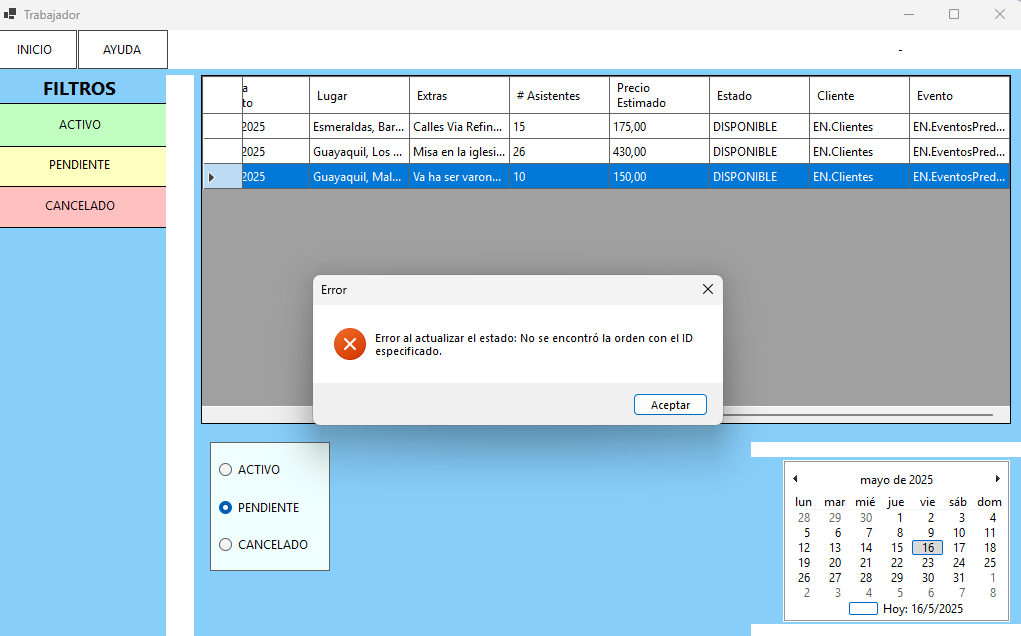 Trabajador
INICIO
AYUDA
-
FILTROS
ACTIVO
PENDIENTE
CANCELADO
a
to
Lugar
Extras
# Asistentes
Precio
Estimado
Estado
Cliente
Evento
2025 Esmeraldas, Bar... Calles Via Refin... 15 175,00 DISPONIBLE EN.Clientes EN.EventosPred...
2025 Guayaquil, Los ... Misa en la iglesi... 26 430,00 DISPONIBLE EN.Clientes EN.EventosPred...
2025 Guayaquil, Mal... Va ha ser varon... 10 150,00 DISPONIBLE EN.Clientes EN.EventosPred...
Error
Error al actualizar el estado: No se encontró la orden con el ID
especificado.
Aceptar
ACTIVO
PENDIENTE
CANCELADO
mayo de 2025
lun mar mié jue vie sáb dom
28 29 30 1 2 3 4
5 6 7 8 9 10 11
12 13 14 15 16 17 18
19 20 21 22 23 24 25
26 27 28 29 30 31 1
2 3 4 5 6 7 8
Hoy: 16/5/2025